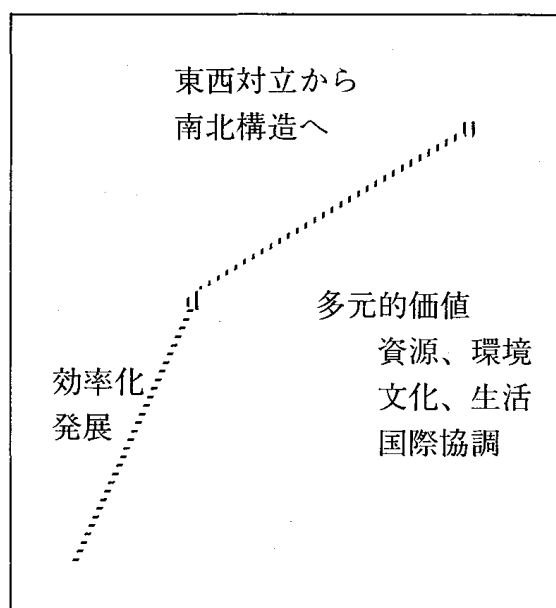 東西対立から
南北構造へ
多元的価値
資源、環境
効率化
文化、生活
発展
国際協調